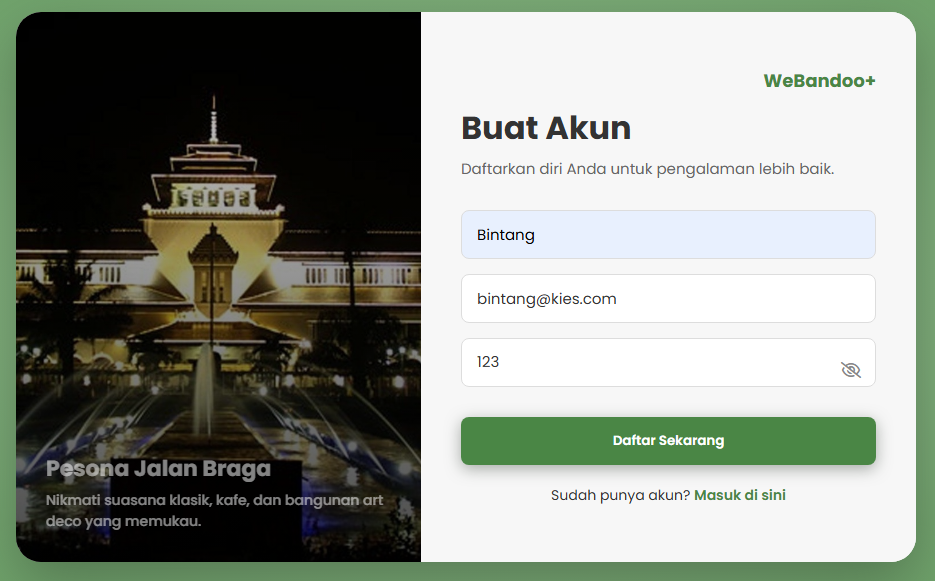 WeBandoo+
Buat Akun
Daftarkan diri Anda untuk pengalaman lebih baik.
Bintang
bintang@kies.com
123
Daftar Sekarang
Sudah punya akun? Masuk di sini
Pesona Jalan Braga
Nikmati suasana klasik, kafe, dan bangunan art
deco yang memukau.